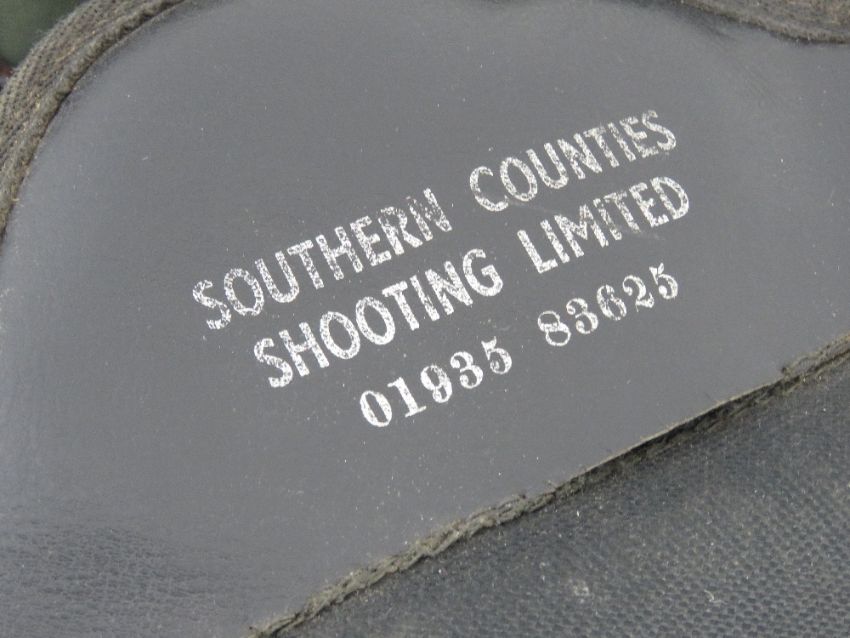 SOUTHERN COUNTIES
SHOOTING LIMITED
01935 83625